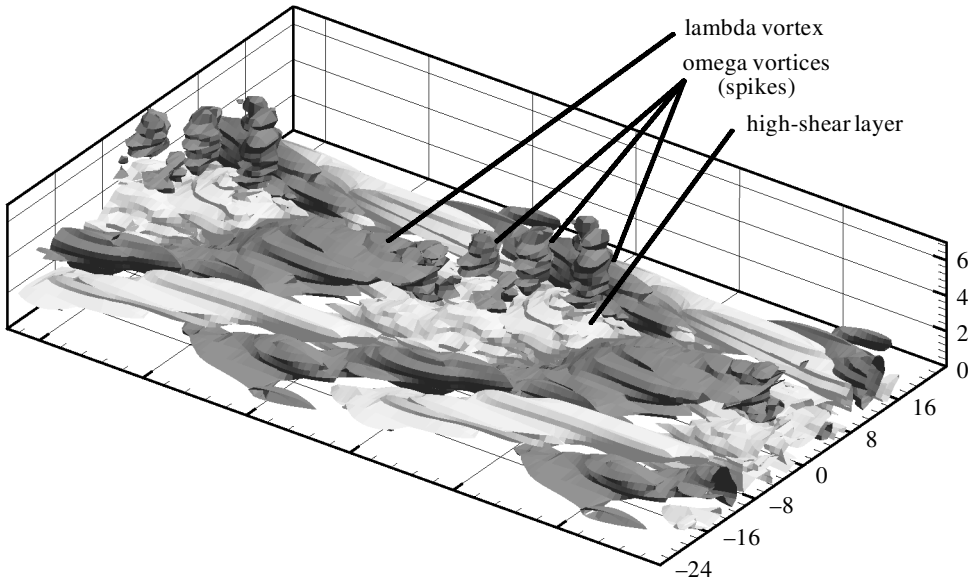 lambda vortex
omega vortices
(spikes)
high-shear layer
6
4
2
0
16
8
0
–8
–16
–24